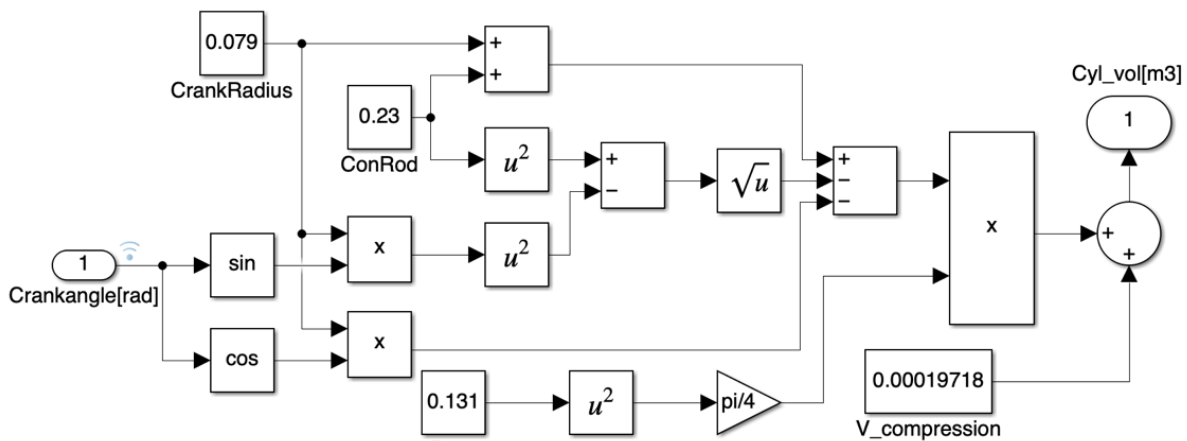 0.079
CrankRadius
+
+
0.23
ConRod
u²
+
−
√u
+
−
−
x
Cyl_vol[m3]
1
+
+
1
Crankangle[rad]
sin
x
u²
cos
x
0.131
u²
pi/4
0.00019718
V_compression